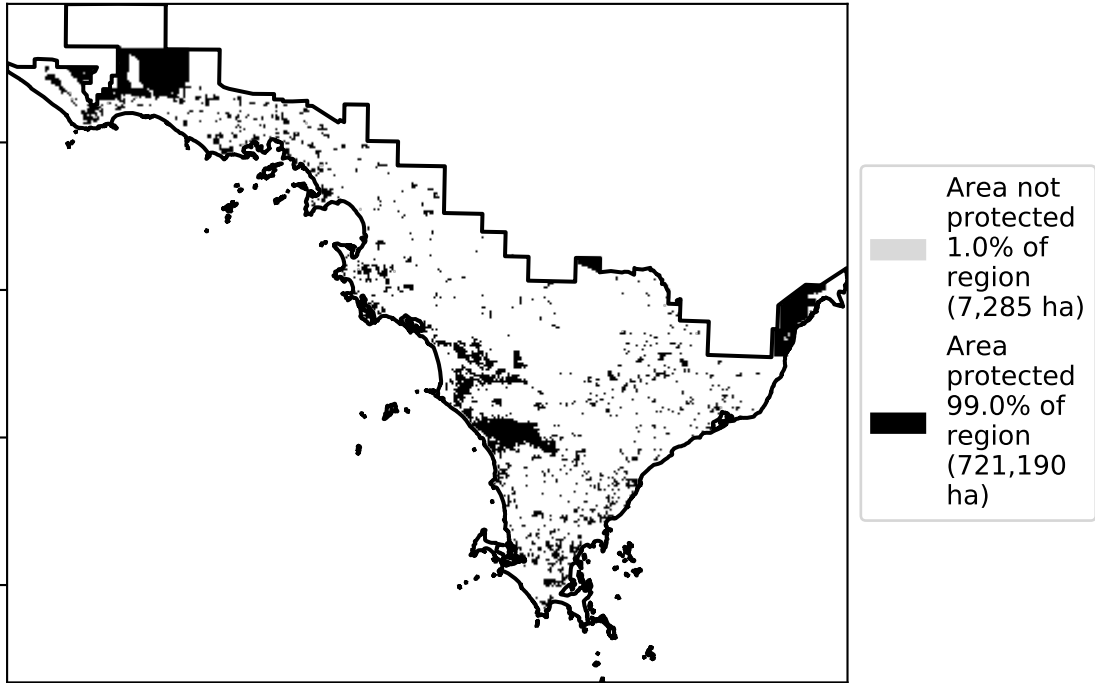 Area not
protected
1.0% of
region
(7,285 ha)
Area
protected
99.0% of
region
(721,190
ha)